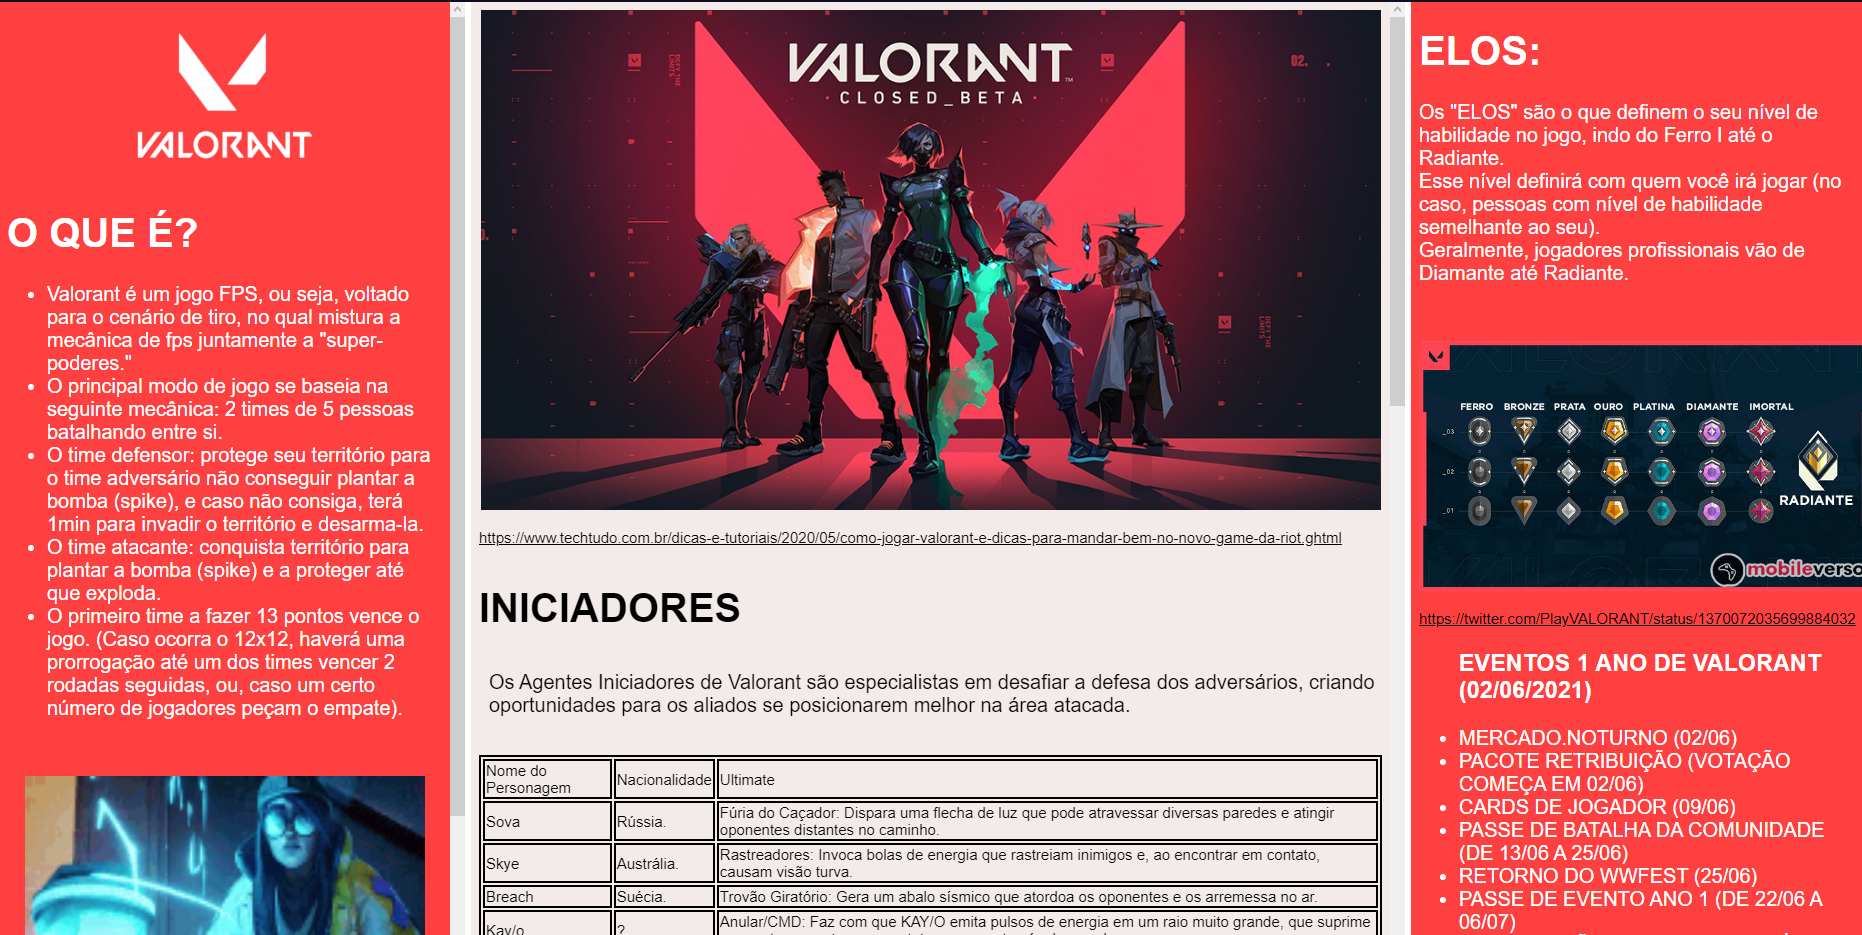 VALORANT
O QUE É?
• Valorant é um jogo FPS, ou seja, voltado
para o cenário de tiro, no qual mistura a
mecânica de fps juntamente a "super-
poderes."
• O principal modo de jogo se baseia na
seguinte mecânica: 2 times de 5 pessoas
batalhando entre si.
• O time defensor: protege seu território para
o time adversário não conseguir plantar a
bomba (spike), e caso não consiga, terá
1min para invadir o território e desarma-la.
• O time atacante: conquista território para
plantar a bomba (spike) e a proteger até
que exploda.
• O primeiro time a fazer 13 pontos vence o
jogo. (Caso ocorra o 12x12, haverá uma
prorrogação até um dos times vencer 2
rodadas seguidas, ou, caso um certo
número de jogadores peçam o empate).
VALORANT™
· CLOSED_BETA ·
DEFY THE
LIMITS
02.
DEFY THE
LIMITS
https://www.techtudo.com.br/dicas-e-tutoriais/2020/05/como-jogar-valorant-e-dicas-para-mandar-bem-no-novo-game-da-riot.ghtml
INICIADORES
Os Agentes Iniciadores de Valorant são especialistas em desafiar a defesa dos adversários, criando
oportunidades para os aliados se posicionarem melhor na área atacada.
Nome do
Personagem
Nacionalidade
Ultimate
Sova
Rússia.
Fúria do Caçador: Dispara uma flecha de luz que pode atravessar diversas paredes e atingir
oponentes distantes no caminho.
Skye
Austrália.
Rastreadores: Invoca bolas de energia que rastreiam inimigos e, ao encontrar em contato,
causam visão turva.
Breach
Suécia.
Trovão Giratório: Gera um abalo sísmico que atordoa os oponentes e os arremessa no ar.
Kay/o
?
Anular/CMD: Faz com que KAY/O emita pulsos de energia em um raio muito grande, que suprime
ELOS:
Os "ELOS" são o que definem o seu nível de
habilidade no jogo, indo do Ferro I até o
Radiante.
Esse nível definirá com quem você irá jogar (no
caso, pessoas com nível de habilidade
semelhante ao seu).
Geralmente, jogadores profissionais vão de
Diamante até Radiante.
FERRO BRONZE PRATA OURO PLATINA DIAMANTE IMORTAL
_03
_02
_01
RADIANTE
mobileverso
https://twitter.com/PlayVALORANT/status/1370072035699884032
EVENTOS 1 ANO DE VALORANT
(02/06/2021)
• MERCADO.NOTURNO (02/06)
• PACOTE RETRIBUIÇÃO (VOTAÇÃO
COMEÇA EM 02/06)
• CARDS DE JOGADOR (09/06)
• PASSE DE BATALHA DA COMUNIDADE
(DE 13/06 A 25/06)
• RETORNO DO WWFEST (25/06)
• PASSE DE EVENTO ANO 1 (DE 22/06 A
06/07)